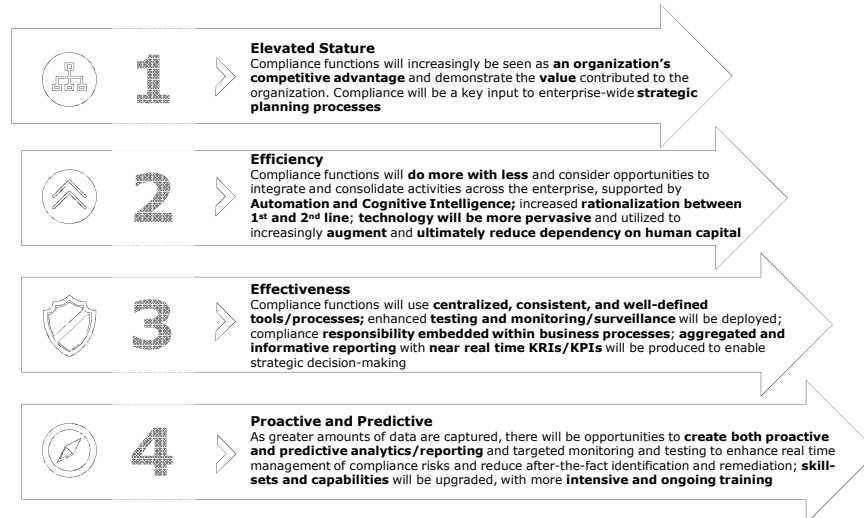 1
Elevated Stature
Compliance functions will increasingly be seen as an organization's
competitive advantage and demonstrate the value contributed to the
organization. Compliance will be a key input to enterprise-wide strategic
planning processes
2
Efficiency
Compliance functions will do more with less and consider opportunities to
integrate and consolidate activities across the enterprise, supported by
Automation and Cognitive Intelligence; increased rationalization between
1st and 2nd line; technology will be more pervasive and utilized to
increasingly augment and ultimately reduce dependency on human capital
3
Effectiveness
Compliance functions will use centralized, consistent, and well-defined
tools/processes; enhanced testing and monitoring/surveillance will be deployed;
compliance responsibility embedded within business processes; aggregated and
informative reporting with near real time KRIs/KPIs will be produced to enable
strategic decision-making
4
Proactive and Predictive
As greater amounts of data are captured, there will be opportunities to create both proactive
and predictive analytics/reporting and targeted monitoring and testing to enhance real time
management of compliance risks and reduce after-the-fact identification and remediation; skill-
sets and capabilities will be upgraded, with more intensive and ongoing training